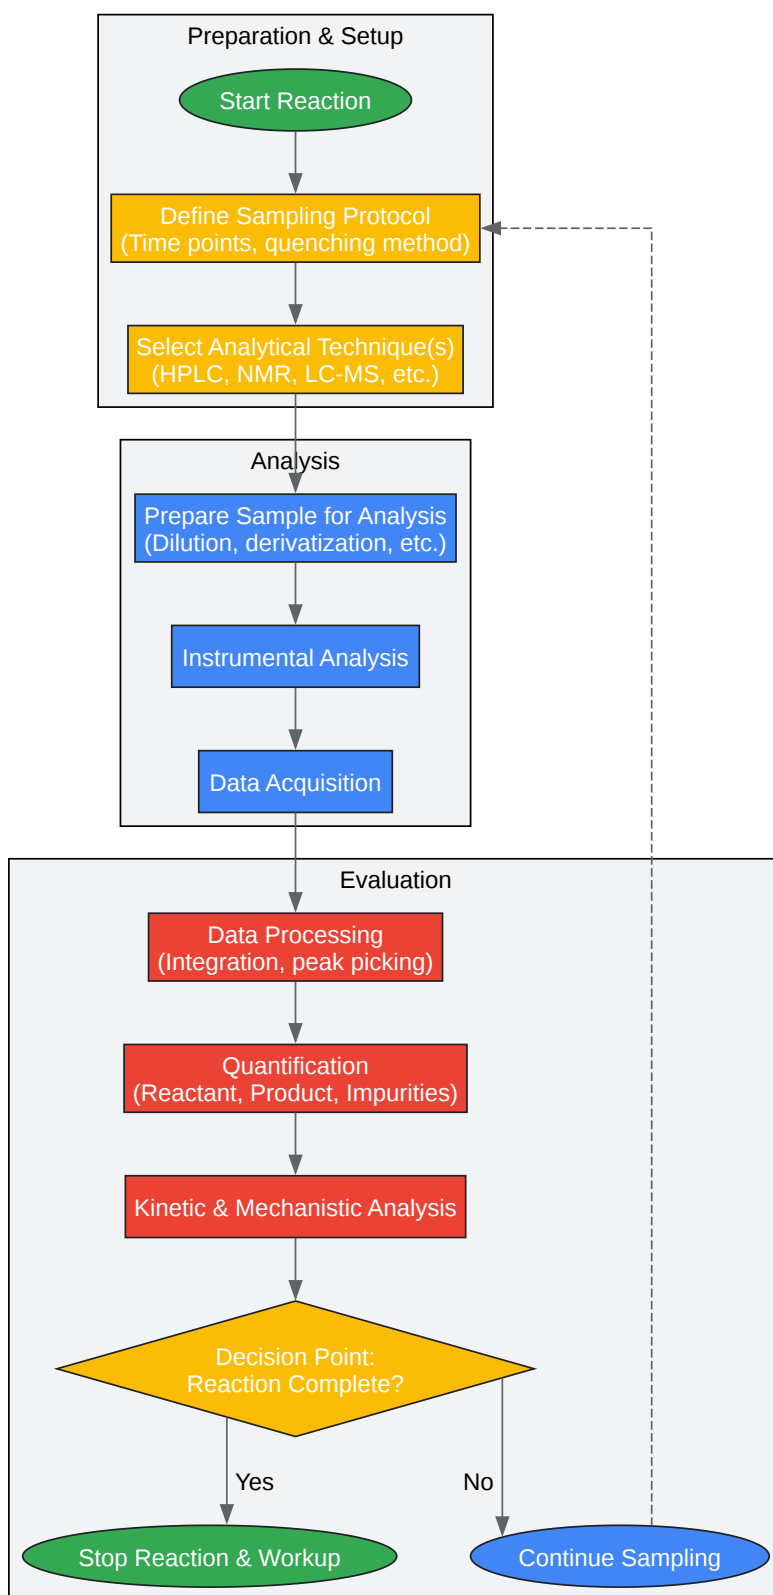 Preparation & Setup
Start Reaction
Define Sampling Protocol
(Time points, quenching method)
Select Analytical Technique(s)
(HPLC, NMR, LC-MS, etc.)
Analysis
Prepare Sample for Analysis
(Dilution, derivatization, etc.)
Instrumental Analysis
Data Acquisition
Evaluation
Data Processing
(Integration, peak picking)
Quantification
(Reactant, Product, Impurities)
Kinetic & Mechanistic Analysis
Decision Point:
Reaction Complete?
Yes
No
Stop Reaction & Workup
Continue Sampling